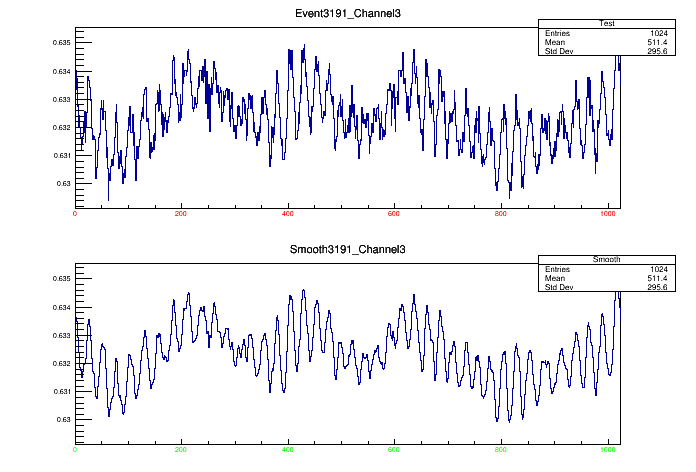 Event3191_Channel3
Test
Entries 1024
Mean 511.4
Std Dev 295.6
0.635
0.634
0.633
0.632
0.631
0.63
0 200 400 600 800 1000
Smooth3191_Channel3
Smooth
Entries 1024
Mean 511.4
Std Dev 295.6
0.635
0.634
0.633
0.632
0.631
0.63
0 200 400 600 800 1000